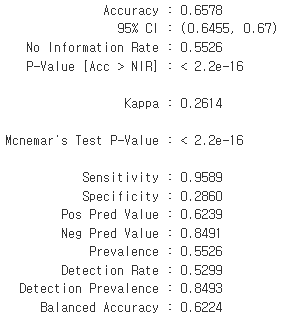 Accuracy : 0.6578
95% CI : (0.6455, 0.67)
No Information Rate : 0.5526
P-Value [Acc > NIR] : < 2.2e-16
Kappa : 0.2614
Mcnemar's Test P-Value : < 2.2e-16
Sensitivity : 0.9589
Specificity : 0.2860
Pos Pred Value : 0.6239
Neg Pred Value : 0.8491
Prevalence : 0.5526
Detection Rate : 0.5299
Detection Prevalence : 0.8493
Balanced Accuracy : 0.6224